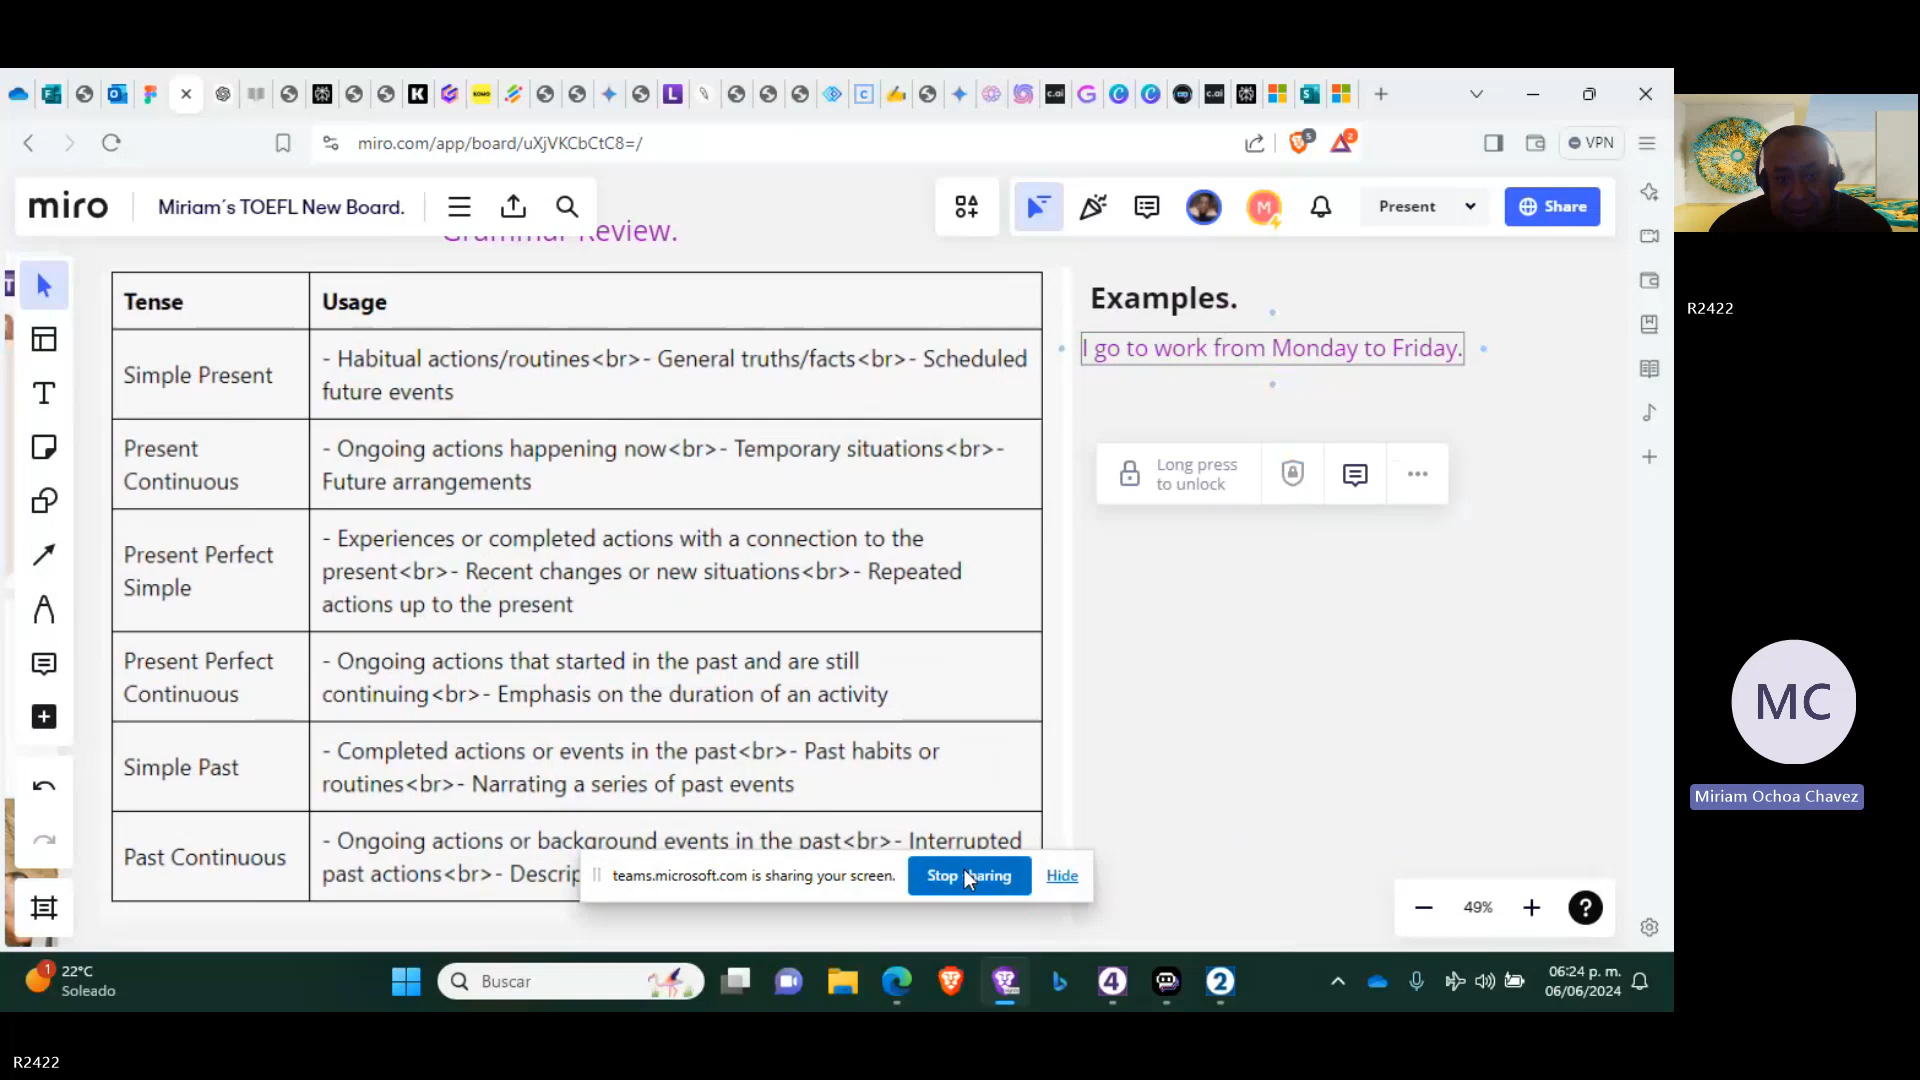 miro.com/app/board/uXjVKCbCtC8=/
VPN
miro
Miriam´s TOEFL New Board.
Present
Share
Grammar Review.
Tense
Usage
Simple Present
- Habitual actions/routines<br>- General truths/facts<br>- Scheduled
future events
Present
Continuous
- Ongoing actions happening now<br>- Temporary situations<br>-
Future arrangements
Present Perfect
Simple
- Experiences or completed actions with a connection to the
present<br>- Recent changes or new situations<br>- Repeated
actions up to the present
Present Perfect
Continuous
- Ongoing actions that started in the past and are still
continuing<br>- Emphasis on the duration of an activity
Simple Past
- Completed actions or events in the past<br>- Past habits or
routines<br>- Narrating a series of past events
Past Continuous
- Ongoing actions or background events in the past<br>- Interrupted
past actions<br>- Descrip
Examples.
I go to work from Monday to Friday.
Long press
to unlock
teams.microsoft.com is sharing your screen.
Stop sharing
Hide
49%
R2422
MC
Miriam Ochoa Chavez
22°C
Soleado
Buscar
06:24 p. m.
06/06/2024
R2422